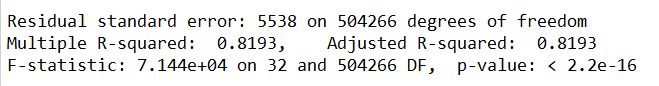 Residual standard error: 5538 on 504266 degrees of freedom
Multiple R-squared:  0.8193,    Adjusted R-squared:  0.8193
F-statistic: 7.144e+04 on 32 and 504266 DF,  p-value: < 2.2e-16